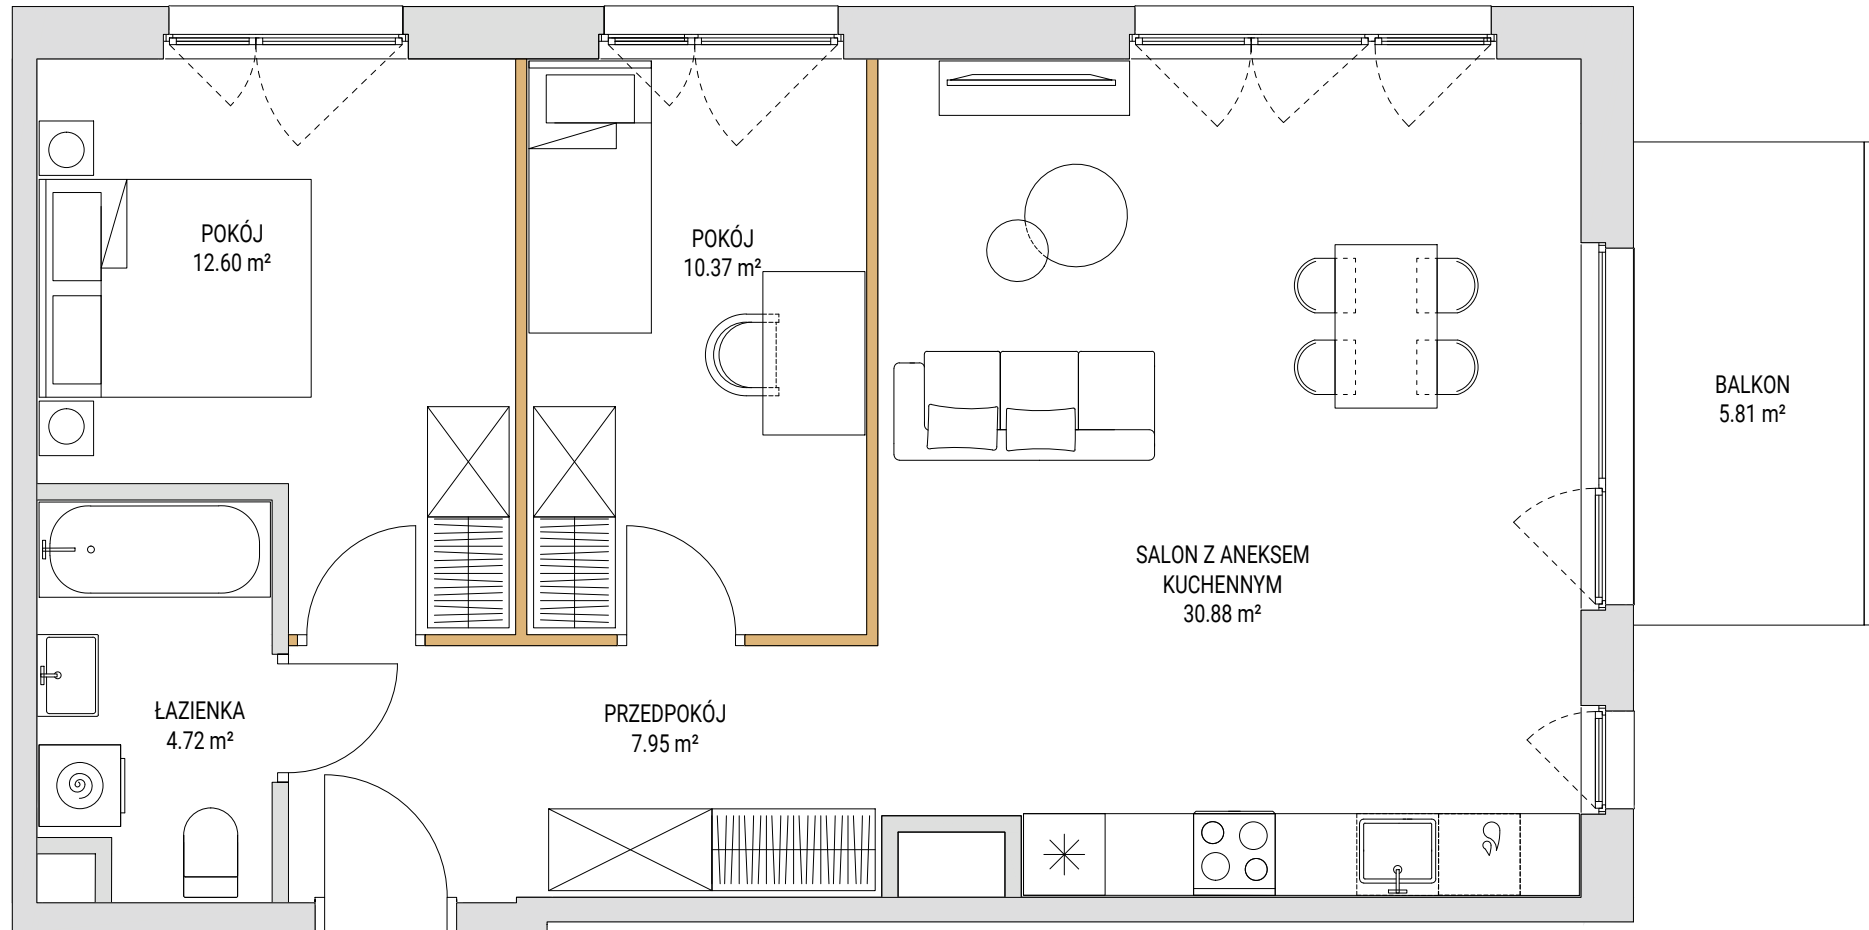 POKÓJ
12.60 m²
POKÓJ
10.37 m²
BALKON
5.81 m²
SALON Z ANEKSEM
KUCHENNYM
30.88 m²
ŁAZIENKA
4.72 m²
PRZEDPOKÓJ
7.95 m²